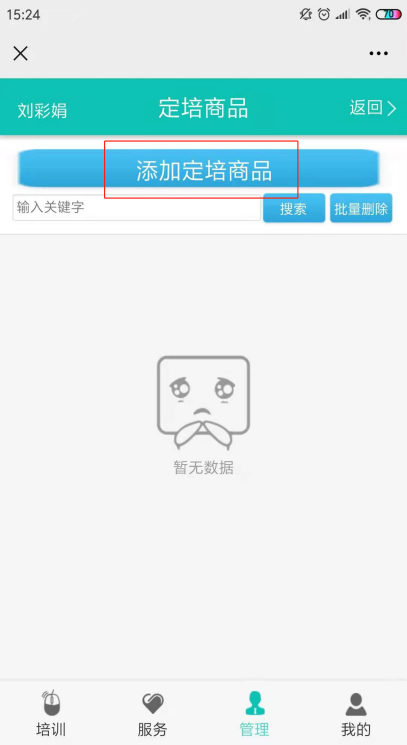 15:24 70
刘彩娟 定培商品 返回
添加定培商品
输入关键字 搜索 批量删除
暂无数据
培训 服务 管理 我的